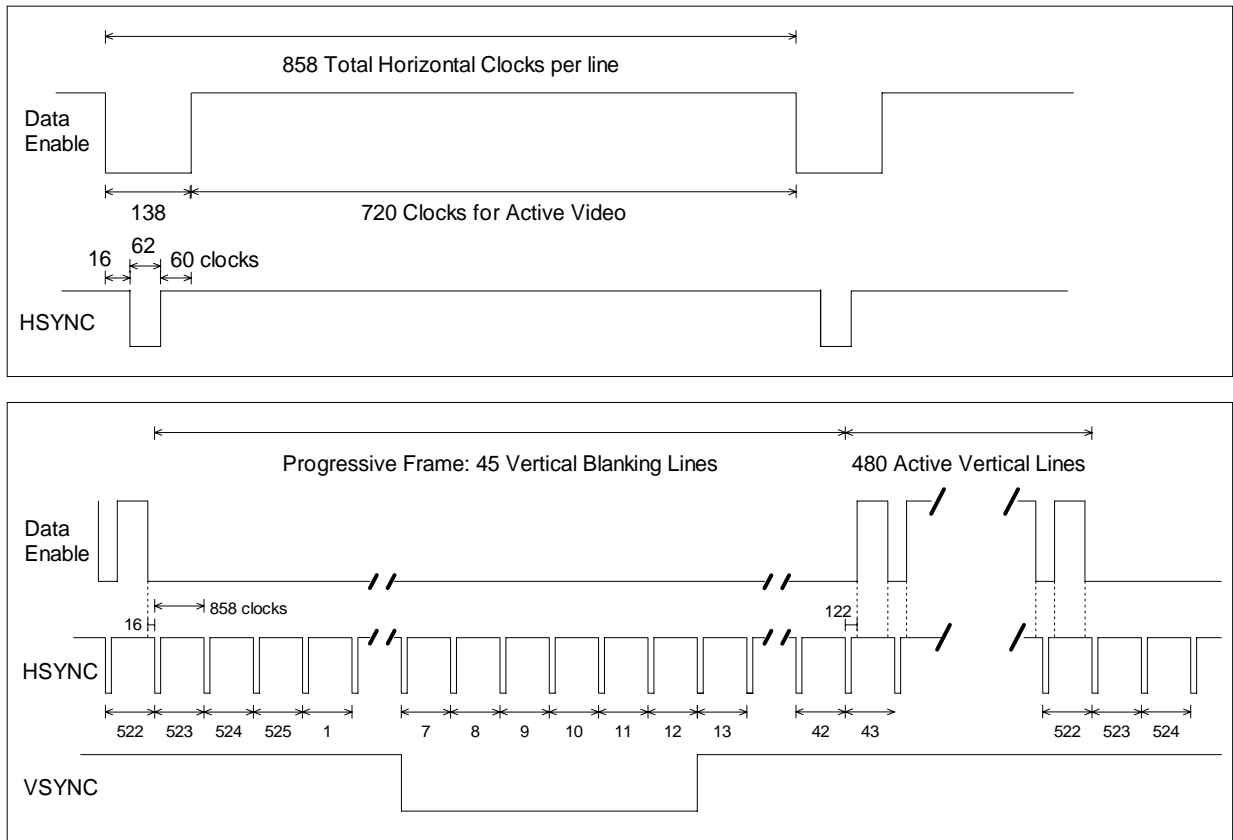 858 Total Horizontal Clocks per line
Data
Enable
138
720 Clocks for Active Video
62
16
60 clocks
HSYNC
Progressive Frame: 45 Vertical Blanking Lines
480 Active Vertical Lines
Data
Enable
858 clocks
16
122
HSYNC
522 523 524 525 1 7 8 9 10 11 12 13 42 43 522 523 524
VSYNC